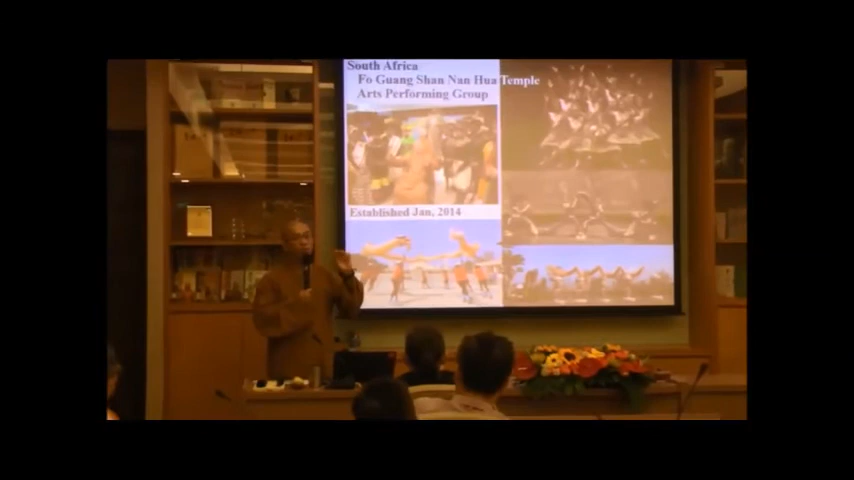 South Africa
Fo Guang Shan Nan Hua Temple
Arts Performing Group
Established Jan, 2014